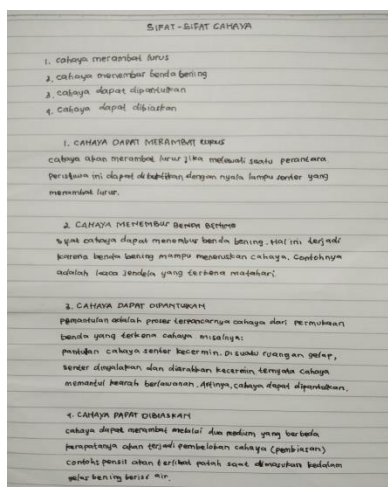 SIFAT-SIFAT CAHAYA
1. cahaya merambat lurus
2. cahaya menembus benda bening
3. cahaya dapat dipantulkan
4. cahaya dapat dibiaskan
1. CAHAYA DAPAT MERAMBAT LURUS
cahaya akan merambat lurus jika melewati suatu perantara.
peristiwa ini dapat dibuktikan dengan nyala lampu senter yang
merambat lurus.
2. CAHAYA MENEMBUS BENDA BENING
sifat cahaya dapat menembus benda bening. Hal ini terjadi
karena benda bening mampu meneruskan cahaya. Contohnya
adalah kaca jendela yang terkena matahari.
3. CAHAYA DAPAT DIPANTULKAN
pemantulan adalah proses terpancarnya cahaya dari permukaan
benda yang terkena cahaya misalnya:
pantulan cahaya senter kecermin. Di suatu ruangan gelap,
senter dinyalakan dan diarahkan kecermin ternyata cahaya
memantul kearah berlawanan. Artinya, cahaya dapat dipantulkan.
4. CAHAYA DAPAT DIBIASKAN
cahaya dapat merambat melalui dua medium yang berbeda
kerapatanya akan terjadi pembelokan cahaya (pembiasan)
contohs pensil akan terlihat patah saat dimasukan kedalam
gelas bening berisi air.